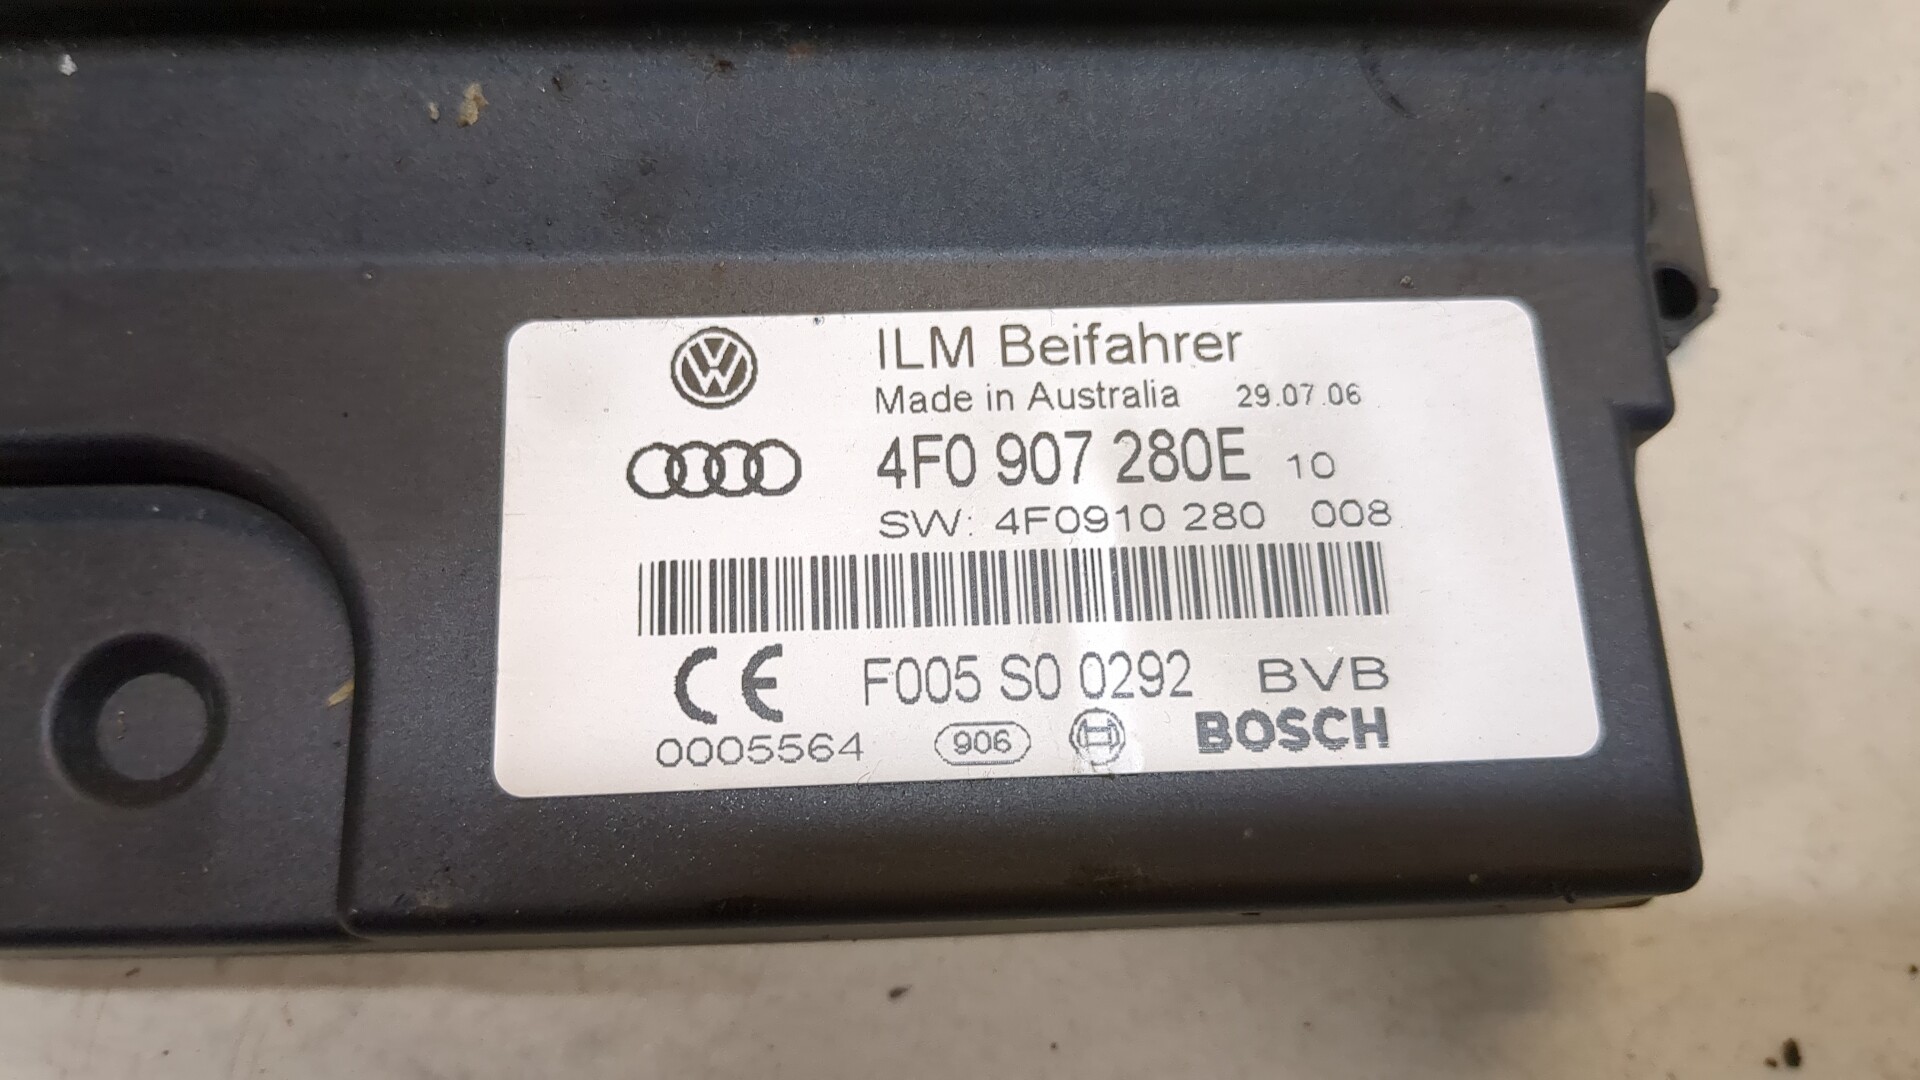 ILM Beifahrer
Made in Australia 29.07.06
4F0 907 280E 10
SW: 4F0910 280 008
CE F005 S0 0292 BVB
0005564 906 BOSCH